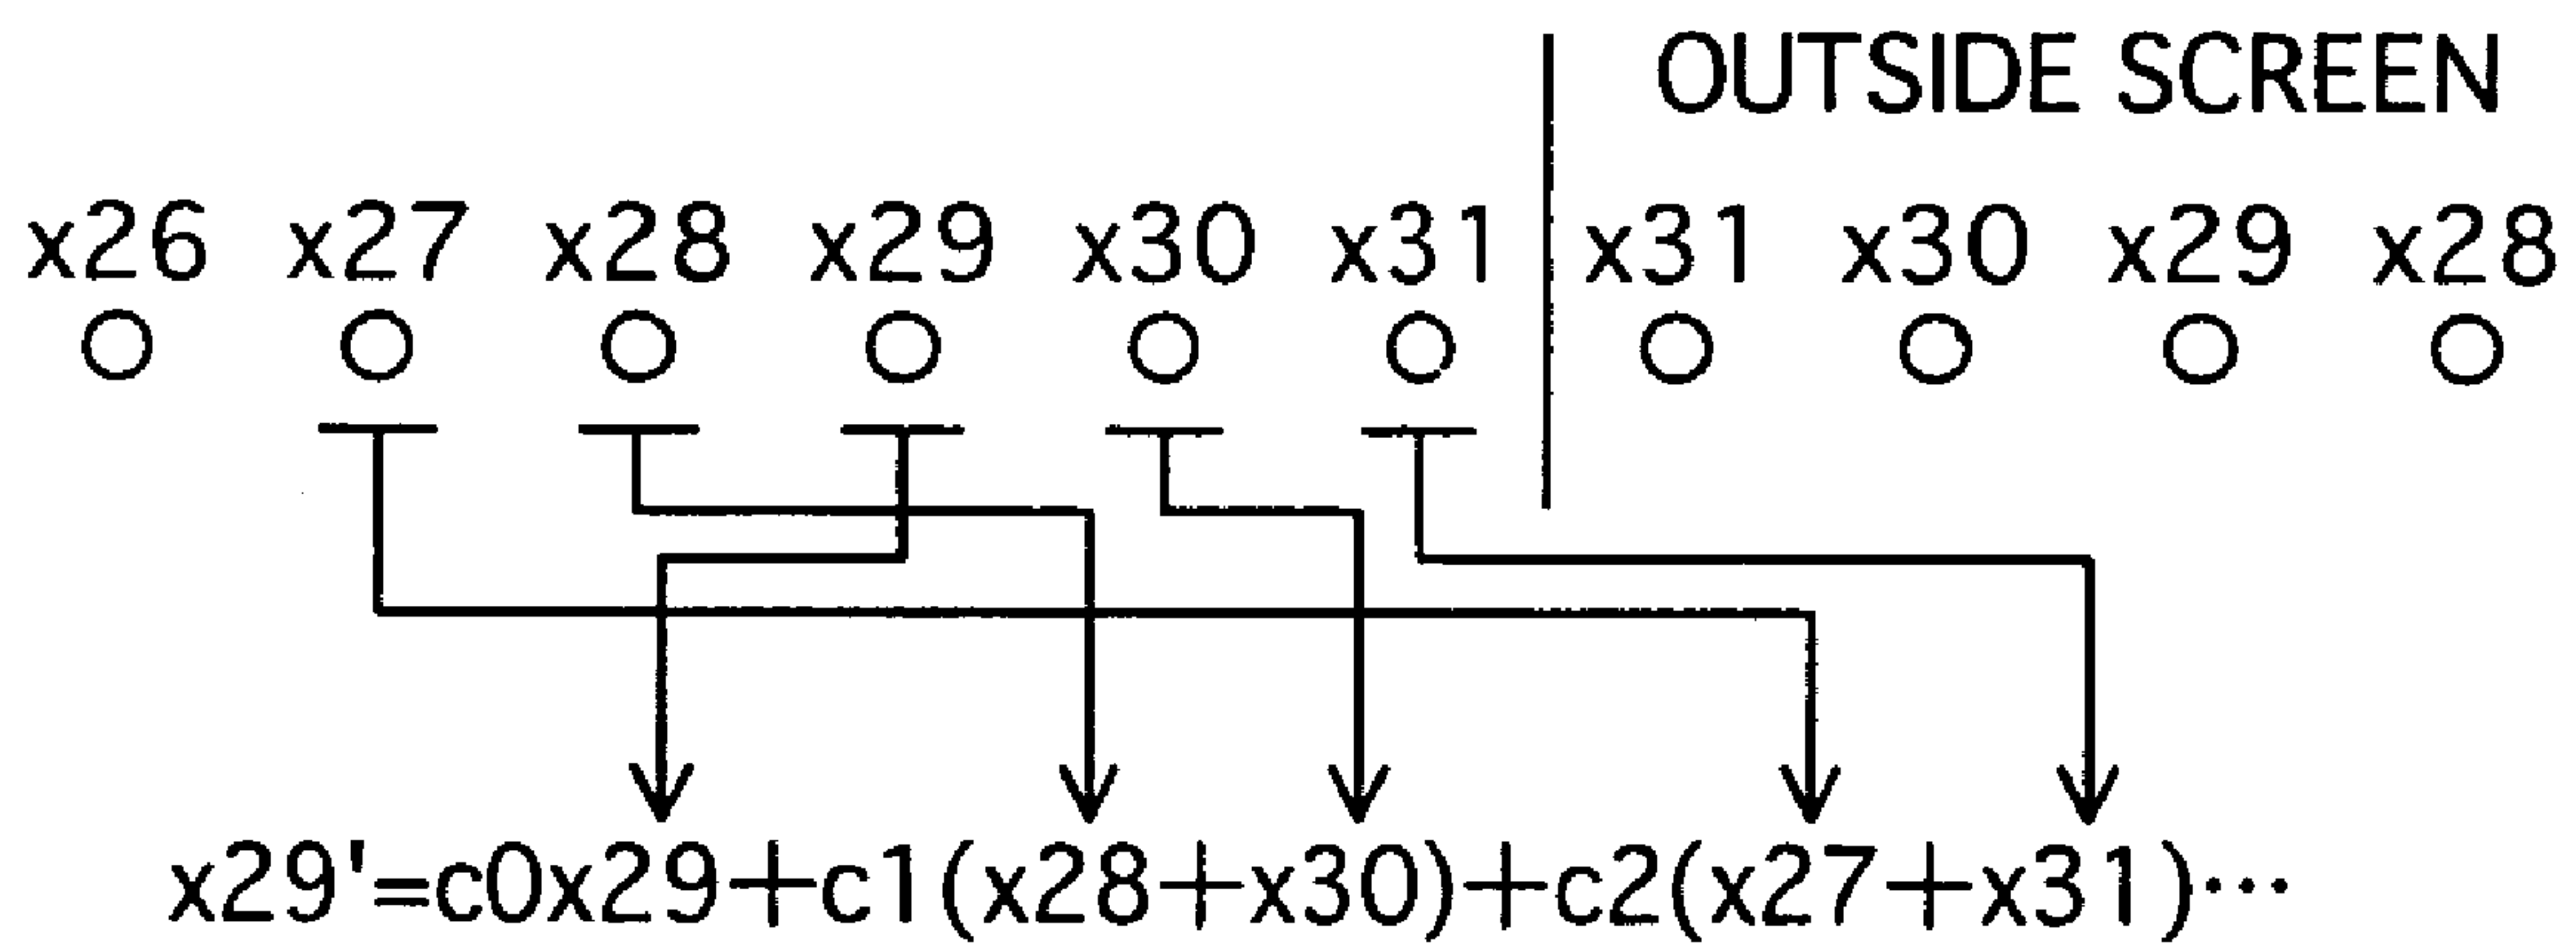 OUTSIDE SCREEN
x26 x27 x28 x29 x30 x31 x31 x30 x29 x28
x29'=c0x29+c1(x28+x30)+c2(x27+x31)···